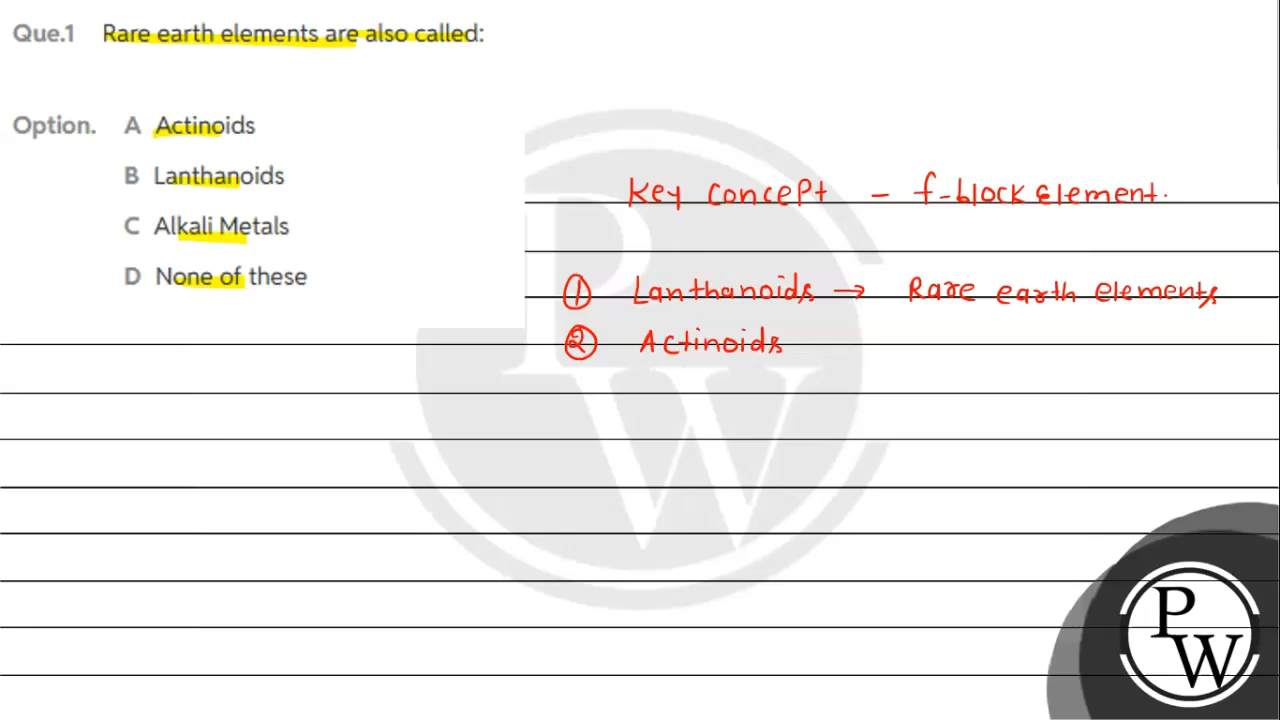 Que.1 Rare earth elements are also called:
Option. A Actinoids
B Lanthanoids
C Alkali Metals
D None of these
Key concept - f-block element.
① Lanthanoids → Rare earth elements
② Actinoids
P
W
P
W